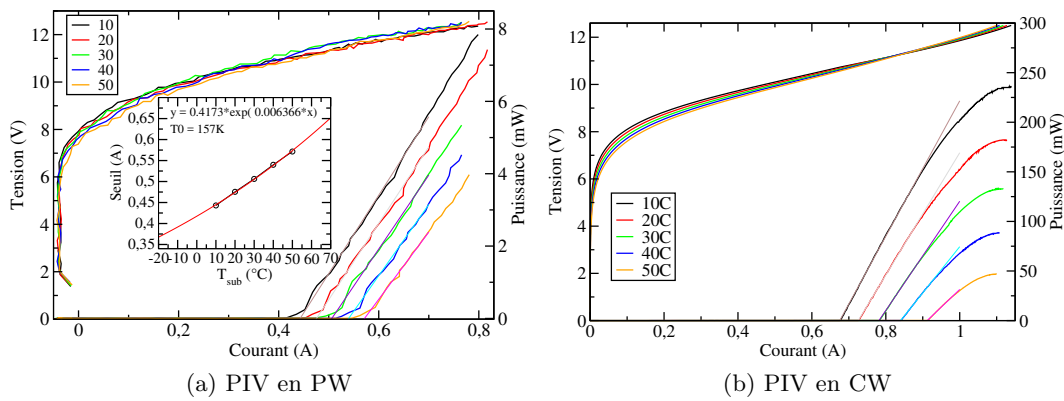 10
20
30
40
50
12
10
8
6
4
2
0
Tension (V)
0
0,2
0,4
0,6
0,8
Courant (A)
8
6
4
2
0
Puissance (mW)
y = 0.4173*exp( 0.006366*x)
T0 = 157K
0,65
0,6
0,55
0,5
0,45
0,4
0,35
Seuil (A)
-20 -10 0 10 20 30 40 50 60 70
T_sub (°C)
(a) PIV en PW
12
10
8
6
4
2
0
Tension (V)
10C
20C
30C
40C
50C
0
0,2
0,4
0,6
0,8
1
Courant (A)
300
250
200
150
100
50
0
Puissance (mW)
(b) PIV en CW